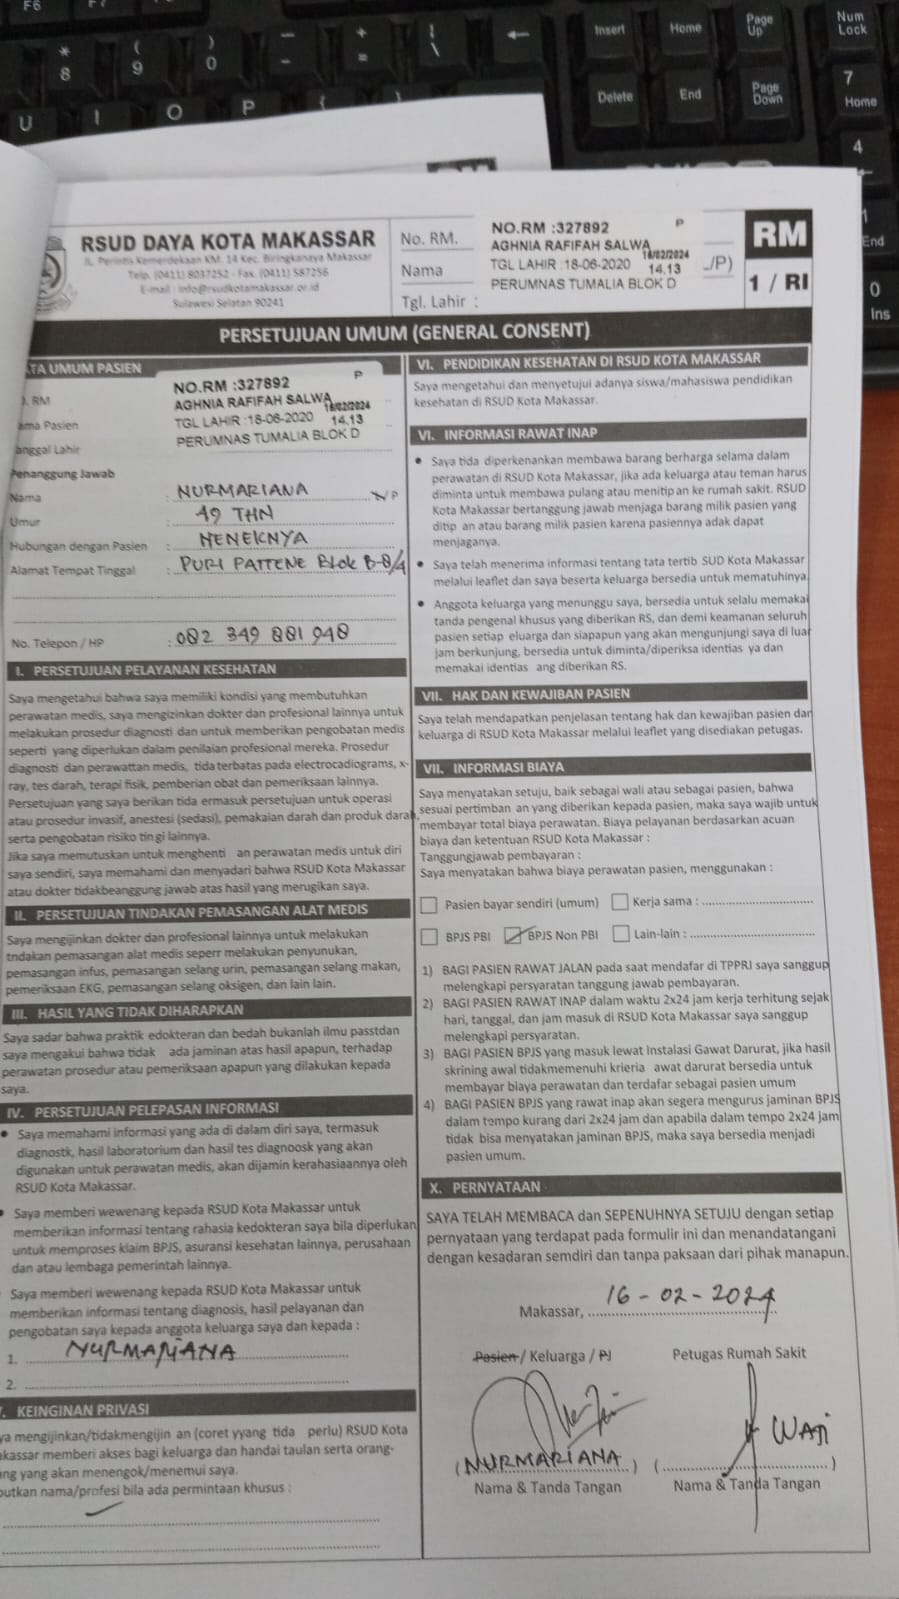 F6
F7
*
8
(
9
)
0
—
-
+
=
|
\
←
Insert
Home
Page
Up
Num
Lock
Delete
End
Page
Down
7
Home
U
I
O
P
{
}
4
←
1
End
0
Ins
RSUD DAYA KOTA MAKASSAR
JL. Perintis Kemerdekaan KM. 14 Kec. Biringkanaya Makassar
Telp. (0411) 8037252 - Fax. (0411) 587256
E-mail : info@rsudkotamakassar.or.id
Sulawesi Selatan 90241
No. RM.
Nama
Tgl. Lahir :
NO.RM :327892 P
AGHNIA RAFIFAH SALWA
16/02/2024
TGL LAHIR :18-06-2020 14.13
PERUMNAS TUMALIA BLOK D
/P)
RM
1 / RI
PERSETUJUAN UMUM (GENERAL CONSENT)
TA UMUM PASIEN
RM
ama Pasien
anggal Lahir
NO.RM :327892 P
AGHNIA RAFIFAH SALWA
16/02/2024
TGL LAHIR :18-06-2020 14.13
PERUMNAS TUMALIA BLOK D
Penanggung Jawab
Nama : NURMARIANA L/P
Umur : 49 THN
Hubungan dengan Pasien : NENEKNYA
Alamat Tempat Tinggal : PURI PATTENE Blok B-8/4
No. Telepon / HP : 082 349 881 948
I. PERSETUJUAN PELAYANAN KESEHATAN
Saya mengetahui bahwa saya memiliki kondisi yang membutuhkan
perawatan medis, saya mengizinkan dokter dan profesional lainnya untuk
melakukan prosedur diagnosti dan untuk memberikan pengobatan medis
seperti yang diperlukan dalam penilaian profesional mereka. Prosedur
diagnosti dan perawattan medis, tida terbatas pada electrocadiograms, x-
ray, tes darah, terapi fisik, pemberian obat dan pemeriksaan lainnya.
Persetujuan yang saya berikan tida ermasuk persetujuan untuk operasi
atau prosedur invasif, anestesi (sedasi), pemakaian darah dan produk darah,
serta pengobatan risiko tin gi lainnya.
Jika saya memutuskan untuk menghenti an perawatan medis untuk diri
saya sendiri, saya memahami dan menyadari bahwa RSUD Kota Makassar
atau dokter tidakbeanggung jawab atas hasil yang merugikan saya.
II. PERSETUJUAN TINDAKAN PEMASANGAN ALAT MEDIS
Saya mengijinkan dokter dan profesional lainnya untuk melakukan
tndakan pemasangan alat medis seperr melakukan penyunukan,
pemasangan infus, pemasangan selang urin, pemasangan selang makan,
pemeriksaan EKG, pemasangan selang oksigen, dan lain lain.
III. HASIL YANG TIDAK DIHARAPKAN
Saya sadar bahwa praktik edokteran dan bedah bukanlah ilmu passtdan
saya mengakui bahwa tidak ada jaminan atas hasil apapun, terhadap
perawatan prosedur atau pemeriksaan apapun yang dilakukan kepada
saya.
IV. PERSETUJUAN PELEPASAN INFORMASI
• Saya memahami informasi yang ada di dalam diri saya, termasuk
diagnostk, hasil laboratorium dan hasil tes diagnoosk yang akan
digunakan untuk perawatan medis, akan dijamin kerahasiaannya oleh
RSUD Kota Makassar.
• Saya memberi wewenang kepada RSUD Kota Makassar untuk
memberikan informasi tentang rahasia kedokteran saya bila diperlukan
untuk memproses klaim BPJS, asuransi kesehatan lainnya, perusahaan
dan atau lembaga pemerintah lainnya.
Saya memberi wewenang kepada RSUD Kota Makassar untuk
memberikan informasi tentang diagnosis, hasil pelayanan dan
pengobatan saya kepada anggota keluarga saya dan kepada :
1. NURMARIANA
2.
. KEINGINAN PRIVASI
ya mengijinkan/tidakmengijin an (coret yyang tida perlu) RSUD Kota
kassar memberi akses bagi keluarga dan handai taulan serta orang-
ng yang akan menengok/menemui saya.
butkan nama/profesi bila ada permintaan khusus :
VI. PENDIDIKAN KESEHATAN DI RSUD KOTA MAKASSAR
Saya mengetahui dan menyetujui adanya siswa/mahasiswa pendidikan
kesehatan di RSUD Kota Makassar.
VI. INFORMASI RAWAT INAP
• Saya tida diperkenankan membawa barang berharga selama dalam
perawatan di RSUD Kota Makassar, jika ada keluarga atau teman harus
diminta untuk membawa pulang atau menitip an ke rumah sakit. RSUD
Kota Makassar bertanggung jawab menjaga barang milik pasien yang
ditip an atau barang milik pasien karena pasiennya adak dapat
menjaganya.
• Saya telah menerima informasi tentang tata tertib SUD Kota Makassar
melalui leaflet dan saya beserta keluarga bersedia untuk mematuhinya
• Anggota keluarga yang menunggu saya, bersedia untuk selalu memakai
tanda pengenal khusus yang diberikan RS, dan demi keamanan seluruh
pasien setiap eluarga dan siapapun yang akan mengunjungi saya di luar
jam berkunjung, bersedia untuk diminta/diperiksa identias ya dan
memakai identias ang diberikan RS.
VII. HAK DAN KEWAJIBAN PASIEN
Saya telah mendapatkan penjelasan tentang hak dan kewajiban pasien dan
keluarga di RSUD Kota Makassar melalui leaflet yang disediakan petugas.
VII. INFORMASI BIAYA
Saya menyatakan setuju, baik sebagai wali atau sebagai pasien, bahwa
sesuai pertimban an yang diberikan kepada pasien, maka saya wajib untuk
membayar total biaya perawatan. Biaya pelayanan berdasarkan acuan
biaya dan ketentuan RSUD Kota Makassar :
Tanggungjawab pembayaran :
Saya menyatakan bahwa biaya perawatan pasien, menggunakan :
Pasien bayar sendiri (umum) Kerja sama :
BPJS PBI BPJS Non PBI Lain-lain :
1) BAGI PASIEN RAWAT JALAN pada saat mendaftar di TPPRJ saya sanggup
melengkapi persyaratan tanggung jawab pembayaran.
2) BAGI PASIEN RAWAT INAP dalam waktu 2x24 jam kerja terhitung sejak
hari, tanggal, dan jam masuk di RSUD Kota Makassar saya sanggup
melengkapi persyaratan.
3) BAGI PASIEN BPJS yang masuk lewat Instalasi Gawat Darurat, jika hasil
skrining awal tidakmemenuhi krieria awat darurat bersedia untuk
membayar biaya perawatan dan terdafar sebagai pasien umum
4) BAGI PASIEN BPJS yang rawat inap akan segera mengurus jaminan BPJS
dalam tempo kurang dari 2x24 jam dan apabila dalam tempo 2x24 jam
tidak bisa menyatakan jaminan BPJS, maka saya bersedia menjadi
pasien umum.
X. PERNYATAAN
SAYA TELAH MEMBACA dan SEPENUHNYA SETUJU dengan setiap
pernyataan yang terdapat pada formulir ini dan menandatangani
dengan kesadaran semdiri dan tanpa paksaan dari pihak manapun.
Makassar, 16-02-2024
Pasien / Keluarga / PJ Petugas Rumah Sakit
WATI
(NURMARIANA) ( )
Nama & Tanda Tangan Nama & Tanda Tangan